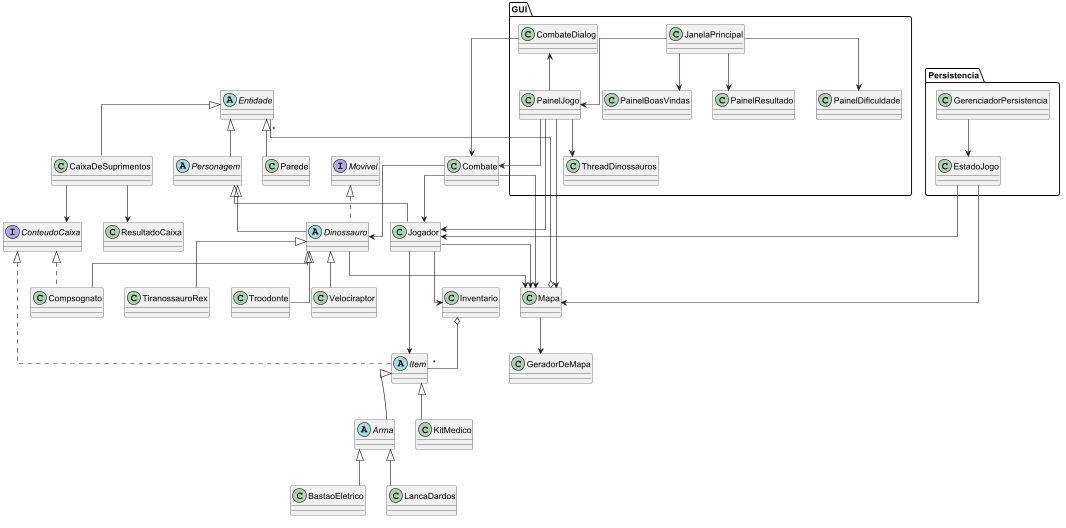 GUI
C CombateDialog
C JanelaPrincipal
Persistencia
A Entidade
*
C PainelJogo
C PainelBoasVindas
C PainelResultado
C PainelDificuldade
C GerenciadorPersistencia
C CaixaDeSuprimentos
A Personagem
C Parede
I Movivel
C Combate
C ThreadDinossauros
C EstadoJogo
I ConteudoCaixa
C ResultadoCaixa
A Dinossauro
C Jogador
C Compsognato
C TiranossauroRex
C Troodonte
C Velociraptor
C Inventario
C Mapa
A Item
*
C GeradorDeMapa
A Arma
C KitMedico
C BastaoEletrico
C LancaDardos